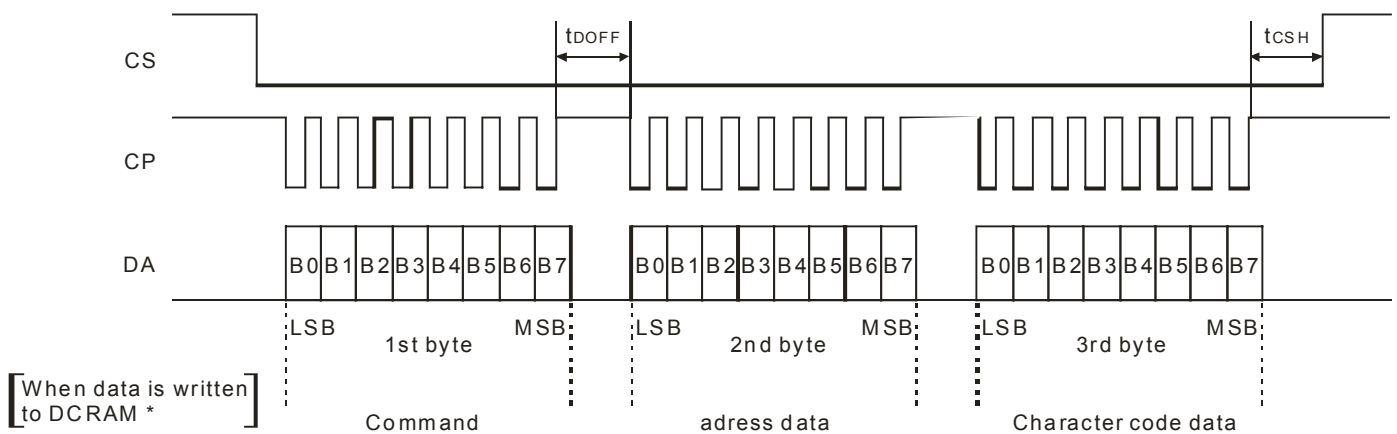 tDOFF
tCSH
CS
CP
DA
B0 B1 B2 B3 B4 B5 B6 B7
B0 B1 B2 B3 B4 B5 B6 B7
B0 B1 B2 B3 B4 B5 B6 B7
LSB
MSB
1st byte
LSB
MSB
2nd byte
LSB
MSB
3rd byte
When data is written
to DCRAM *
Command
adress data
Character code data